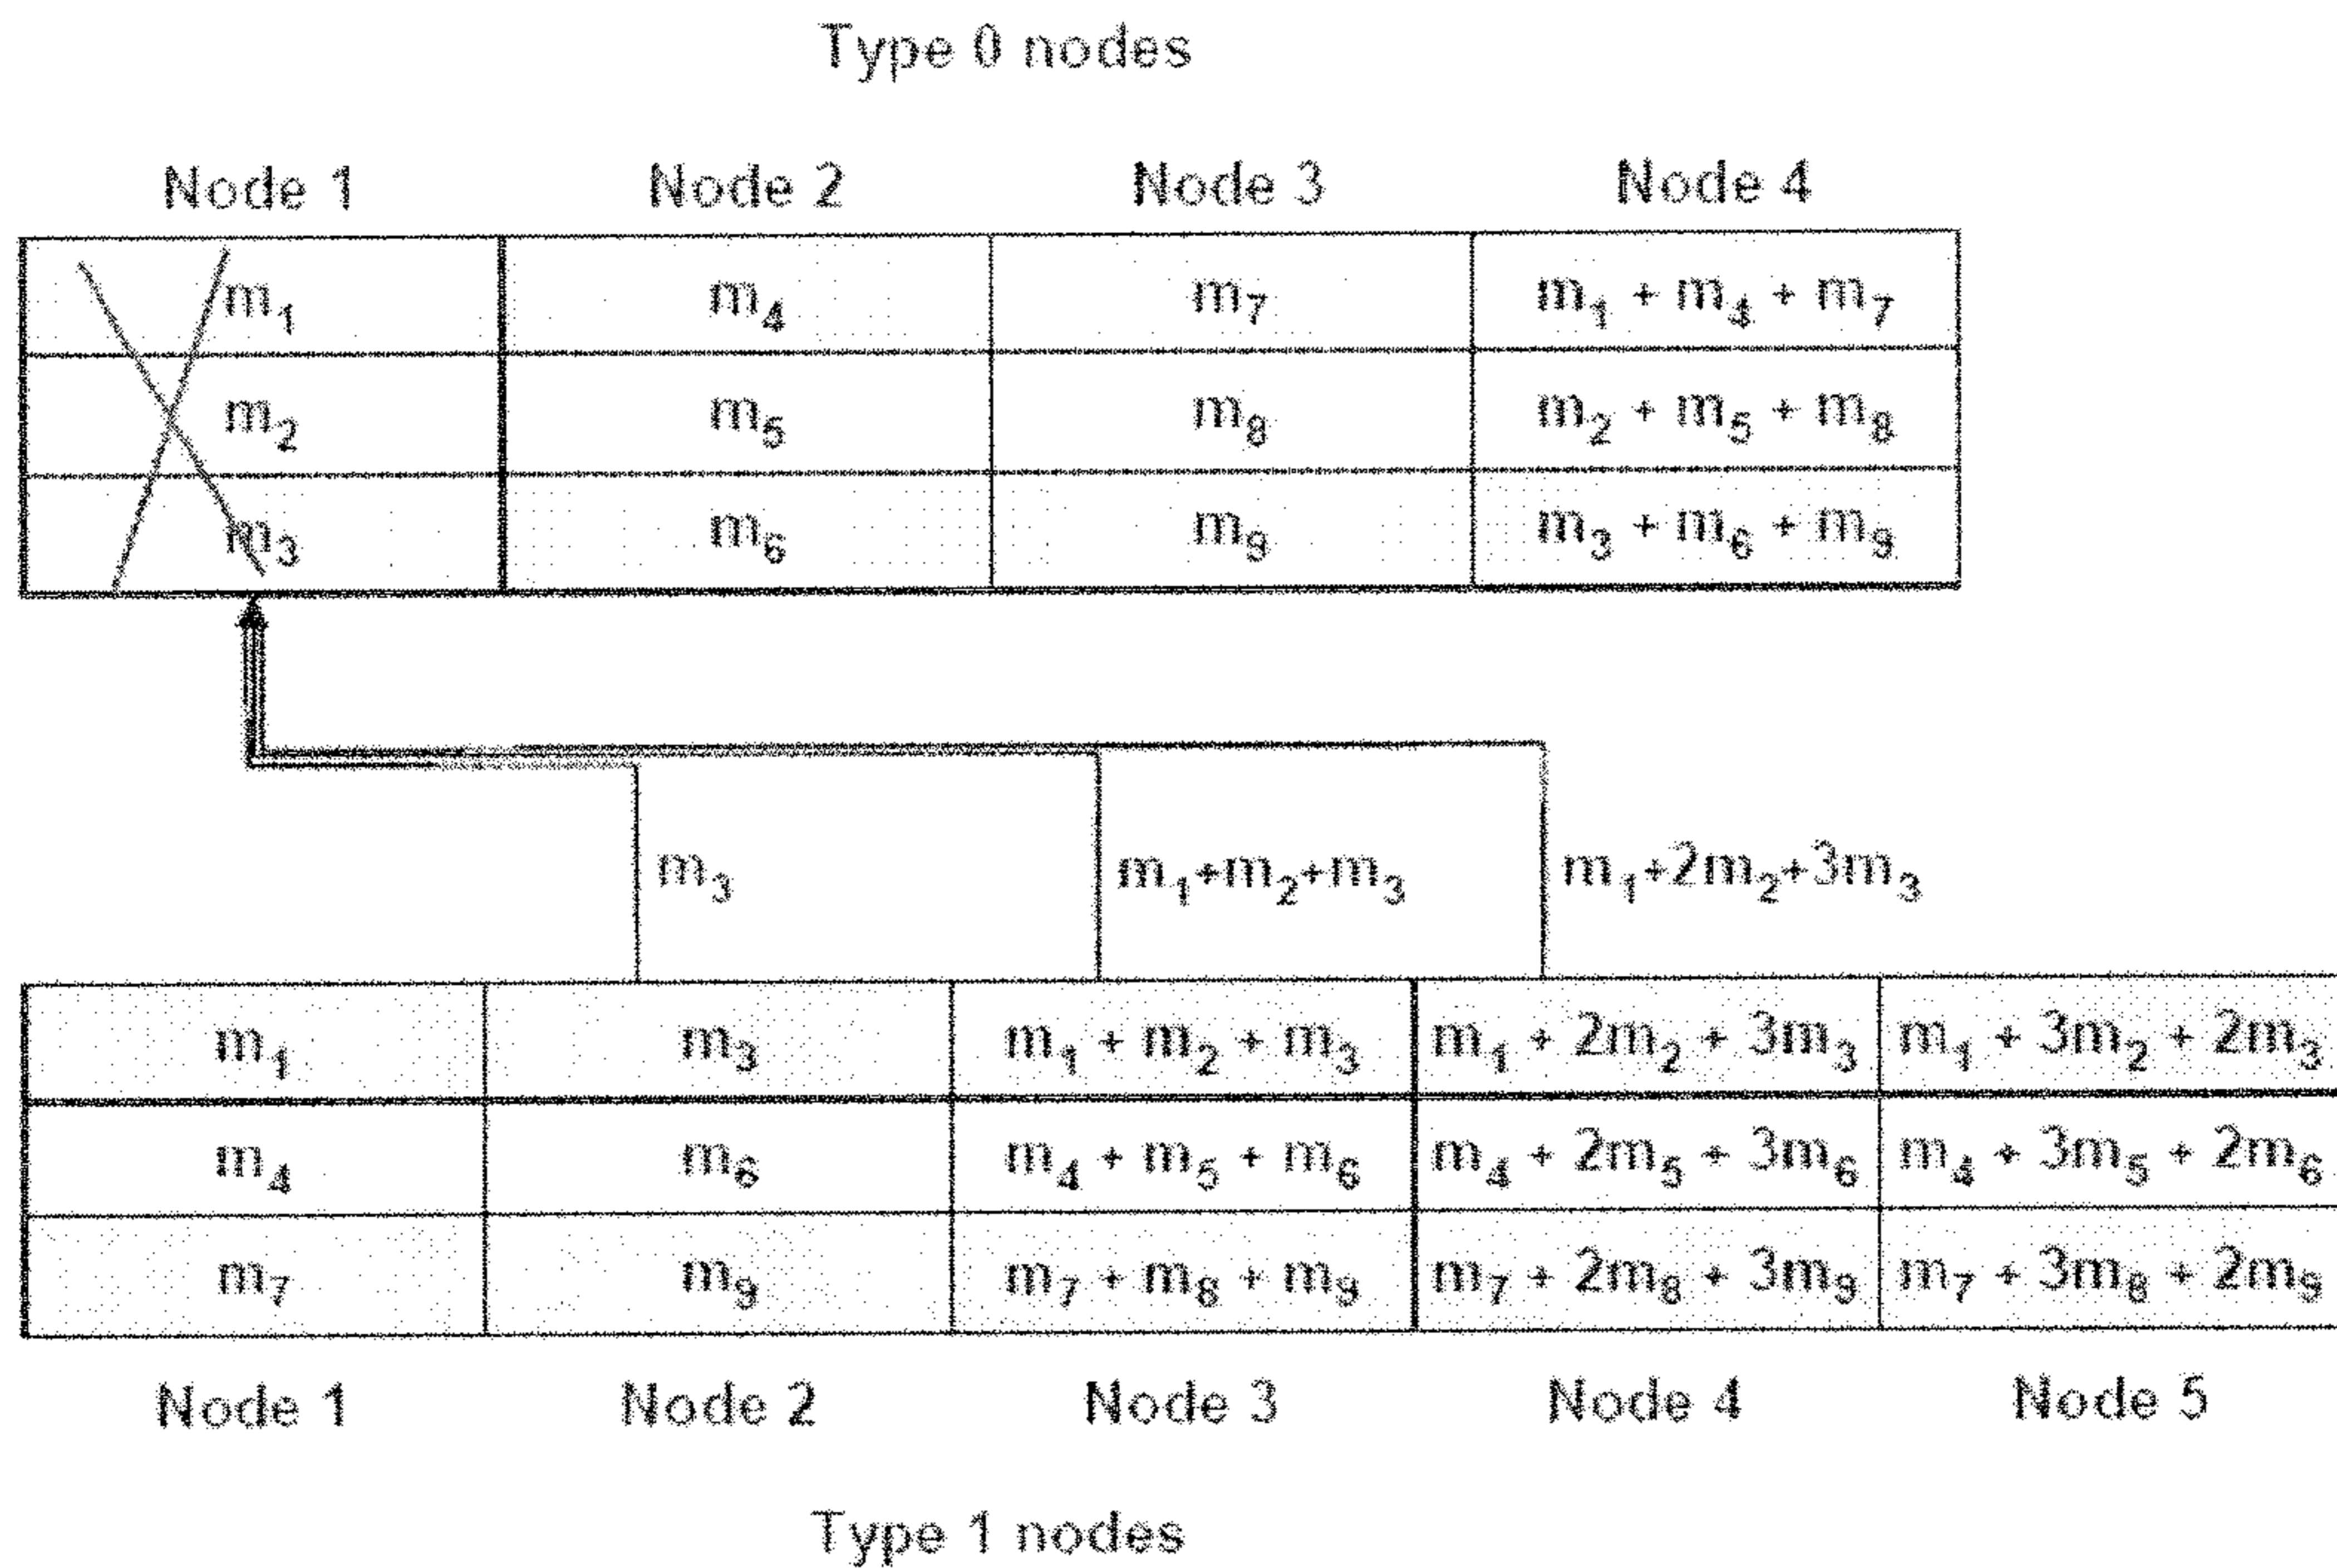 Type 0 nodes
Node 1 Node 2 Node 3 Node 4
m₁ m₄ m₇ m₁ + m₄ + m₇
m₂ m₅ m₈ m₂ + m₅ + m₈
m₃ m₆ m₉ m₃ + m₆ + m₉
m₃ m₁+m₂+m₃ m₁+2m₂+3m₃
m₁ m₃ m₁ + m₂ + m₃ m₁ + 2m₂ + 3m₃ m₁ + 3m₂ + 2m₃
m₄ m₆ m₄ + m₅ + m₆ m₄ + 2m₅ + 3m₆ m₄ + 3m₅ + 2m₆
m₇ m₉ m₇ + m₈ + m₉ m₇ + 2m₈ + 3m₉ m₇ + 3m₈ + 2m₉
Node 1 Node 2 Node 3 Node 4 Node 5
Type 1 nodes